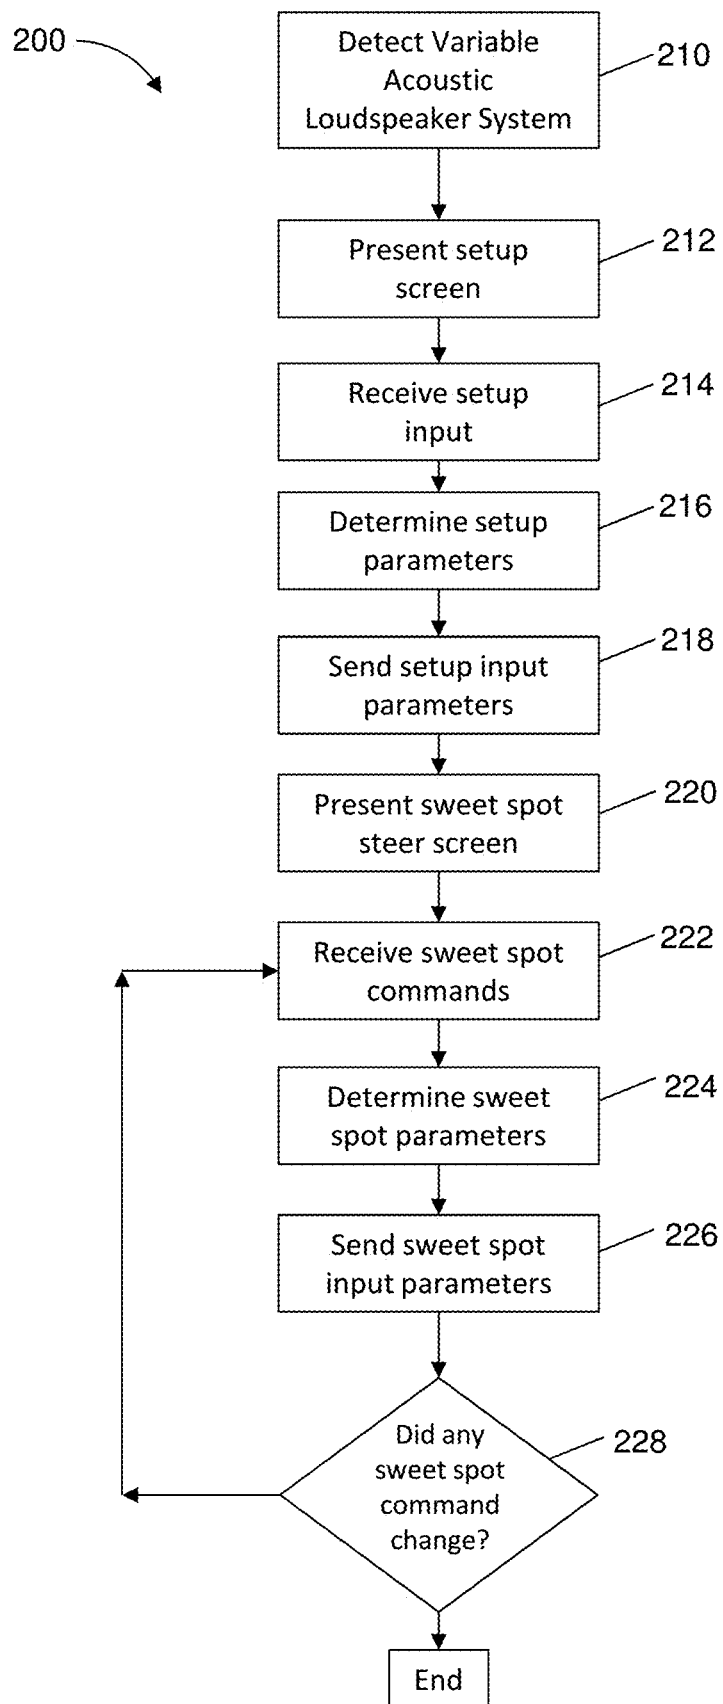 200
Detect Variable
Acoustic
Loudspeaker System
210
Present setup
screen
212
Receive setup
input
214
Determine setup
parameters
216
Send setup input
parameters
218
Present sweet spot
steer screen
220
Receive sweet spot
commands
222
Determine sweet
spot parameters
224
Send sweet spot
input parameters
226
Did any
sweet spot
command
change?
228
End